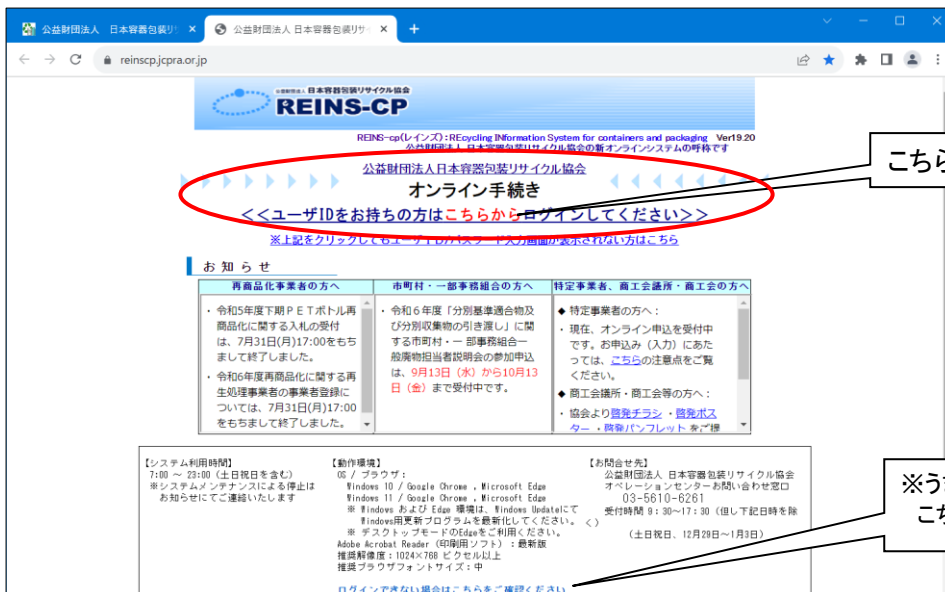 公益財団法人 日本容器包装リサ
公益財団法人 日本容器包装リサイ
reinscp.jcpra.or.jp
公益財団法人 日本容器包装リサイクル協会
REINS-CP
REINS-cp(レインズ):REcycling INformation System for containers and packaging Ver19.20
公益財団法人 日本容器包装リサイクル協会の新オンラインシステムの呼称です
公益財団法人日本容器包装リサイクル協会
オンライン手続き
<<ユーザIDをお持ちの方はこちらからログインしてください>>
※上記をクリックしてもユーザID/パスワード入力画面が表示されない方はこちら
こちら
お知らせ
再商品化事業者の方へ
・ 令和5年度下期PETボトル再
商品化に関する入札の受付
は、7月31日(月)17:00をもち
まして終了しました。
・ 令和6年度再商品化に関する再
生処理事業者の事業者登録に
ついては、7月31日(月)17:00
をもちまして終了しました。
市町村・一部事務組合の方へ
・ 令和6年度「分別基準適合物及
び分別収集物の引き渡し」に関
する市町村・一部事務組合一
般廃物担当者説明会の参加申込
は、9月13日(水)から10月13
日(金)まで受付中です。
特定事業者、商工会議所・商工会の方へ
◆ 特定事業者の方へ:
・ 現在、オンライン申込を受付中
です。お申込み(入力)にあた
っては、こちらの注意点をご覧
ください。
◆ 商工会議所・商工会等の方へ:
・ 協会より啓発チラシ・啓発ポス
ター・啓発パンフレットをご提
【システム利用時間】
7:00 ~ 23:00 (土日祝日を含む)
※システムメンテナンスによる停止は
お知らせにてご連絡いたします
【動作環境】
OS / ブラウザ:
Windows 10 / Google Chrome , Microsoft Edge
Windows 11 / Google Chrome , Microsoft Edge
※ Windows および Edge 環境は、Windows Updateにて
Windows用更新プログラムを最新化してください。
※ デスクトップモードのEdgeをご利用ください。
Adobe Acrobat Reader (印刷用ソフト) : 最新版
推奨解像度:1024×768 ピクセル以上
推奨ブラウザフォントサイズ:中
ログインできない場合はこちらをご確認ください
【お問合せ先】
公益財団法人 日本容器包装リサイクル協会
オペレーションセンターお問い合わせ窓口
03-5610-6261
受付時間 9:30~17:30 (但し下記日時を除
<)
(土日祝日、12月29日~1月3日)
※う
こち